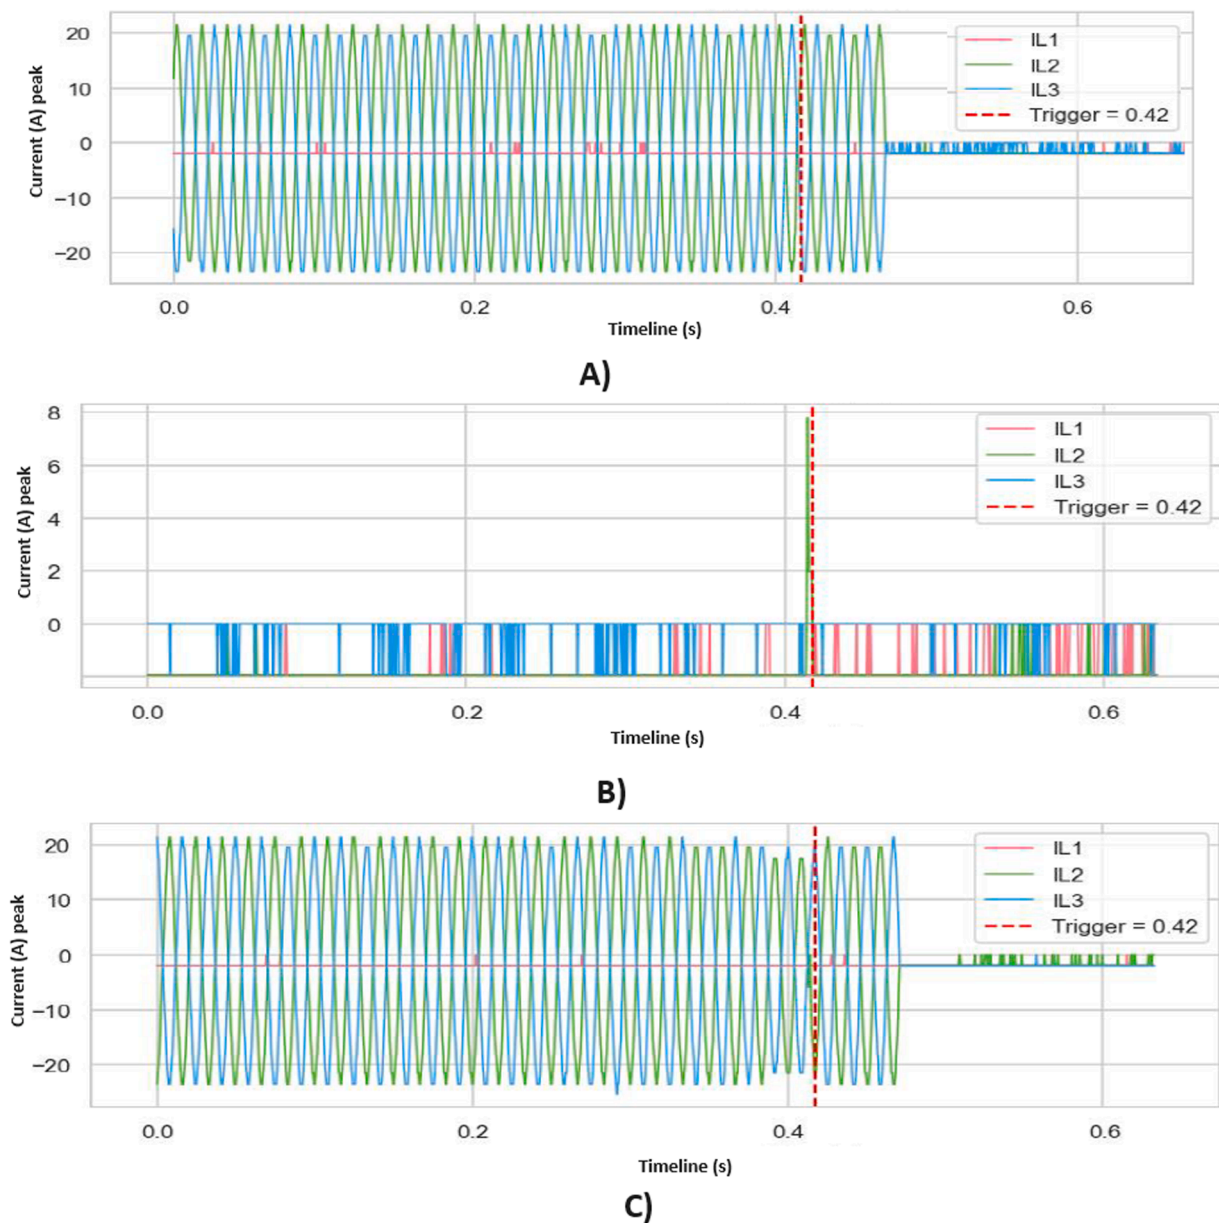 Current (A) peak
20
10
0
−10
−20
IL1
IL2
IL3
Trigger = 0.42
0.0 0.2 0.4 0.6
Timeline (s)
A)
Current (A) peak
8
6
4
2
0
IL1
IL2
IL3
Trigger = 0.42
0.0 0.2 0.4 0.6
Timeline (s)
B)
Current (A) peak
20
10
0
−10
−20
IL1
IL2
IL3
Trigger = 0.42
0.0 0.2 0.4 0.6
Timeline (s)
C)